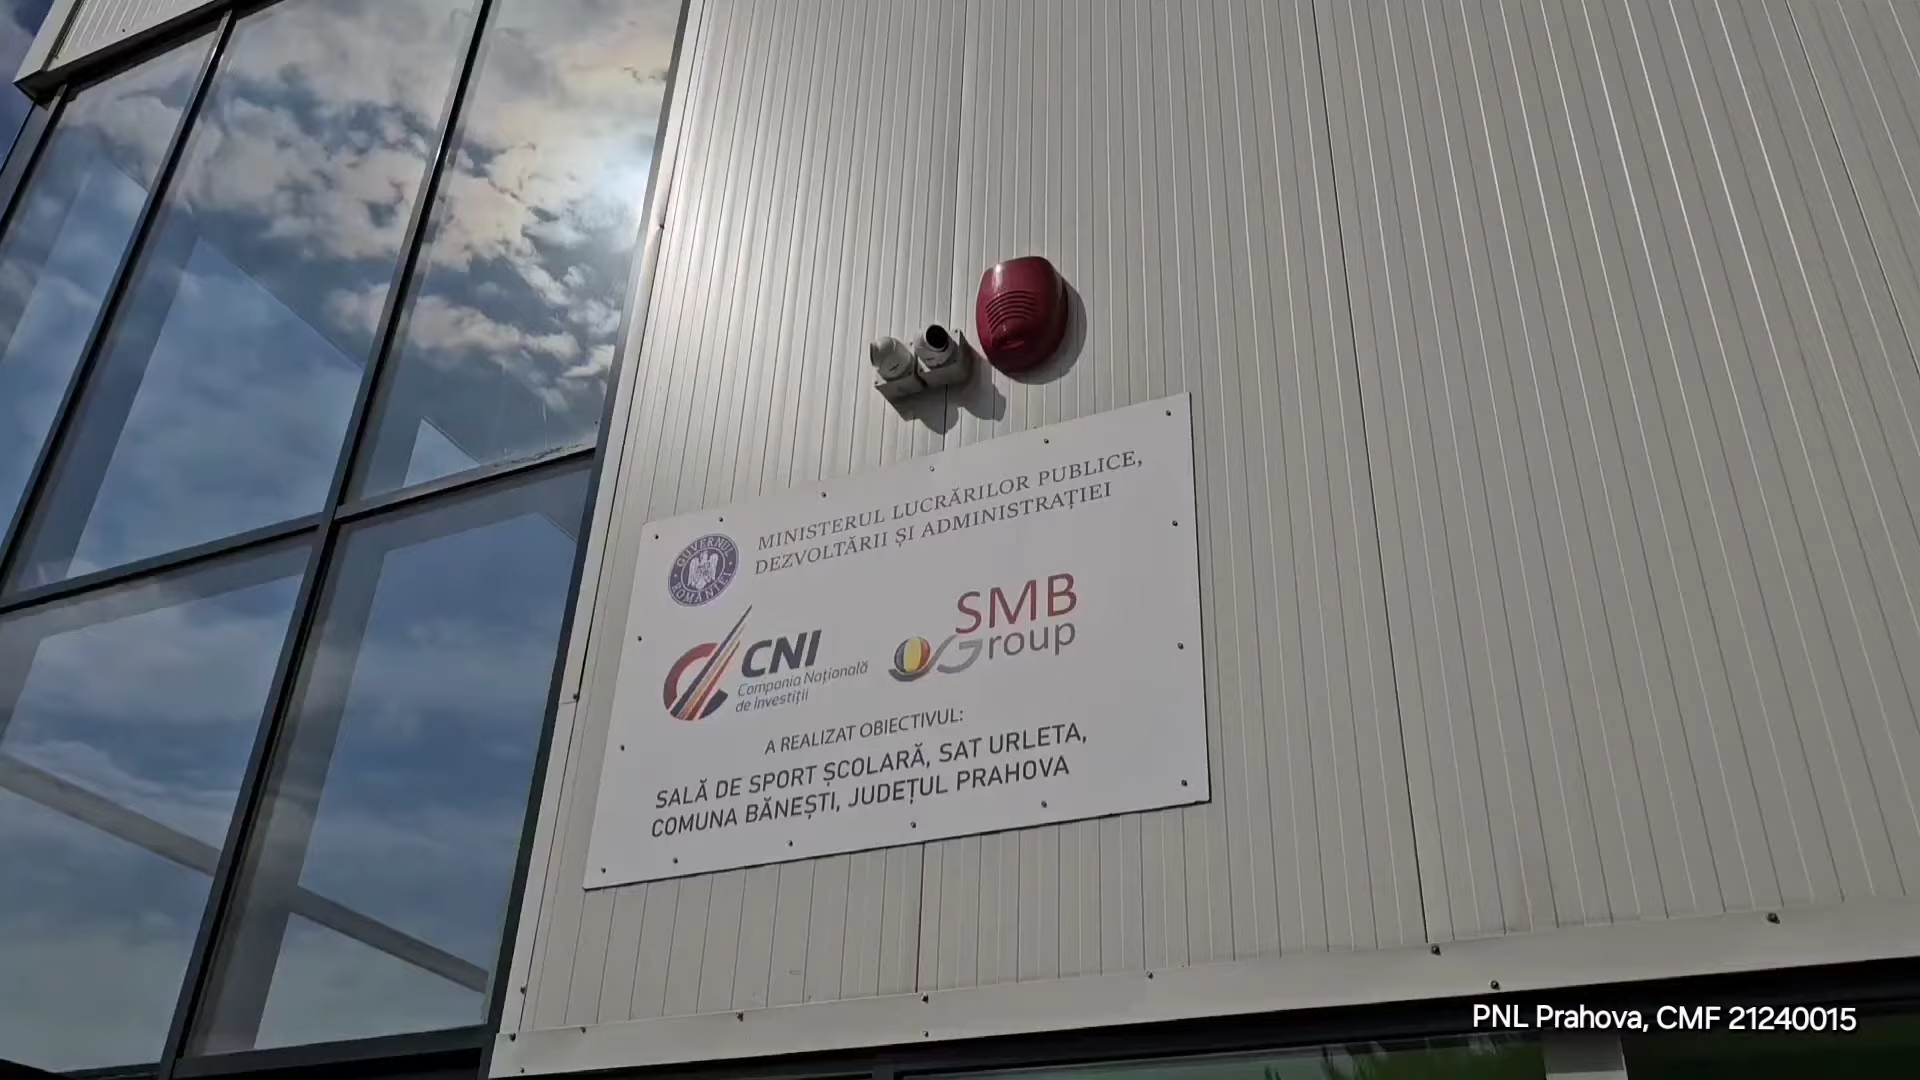 MINISTERUL LUCRĂRILOR PUBLICE,
DEZVOLTĂRII ȘI ADMINISTRAȚIEI
GUVERNUL ROMÂNIEI
CNI
Compania Națională
de Investiții
SMB
Group
A REALIZAT OBIECTIVUL:
SALĂ DE SPORT ȘCOLARĂ, SAT URLETA,
COMUNA BĂNEȘTI, JUDEȚUL PRAHOVA
PNL Prahova, CMF 21240015